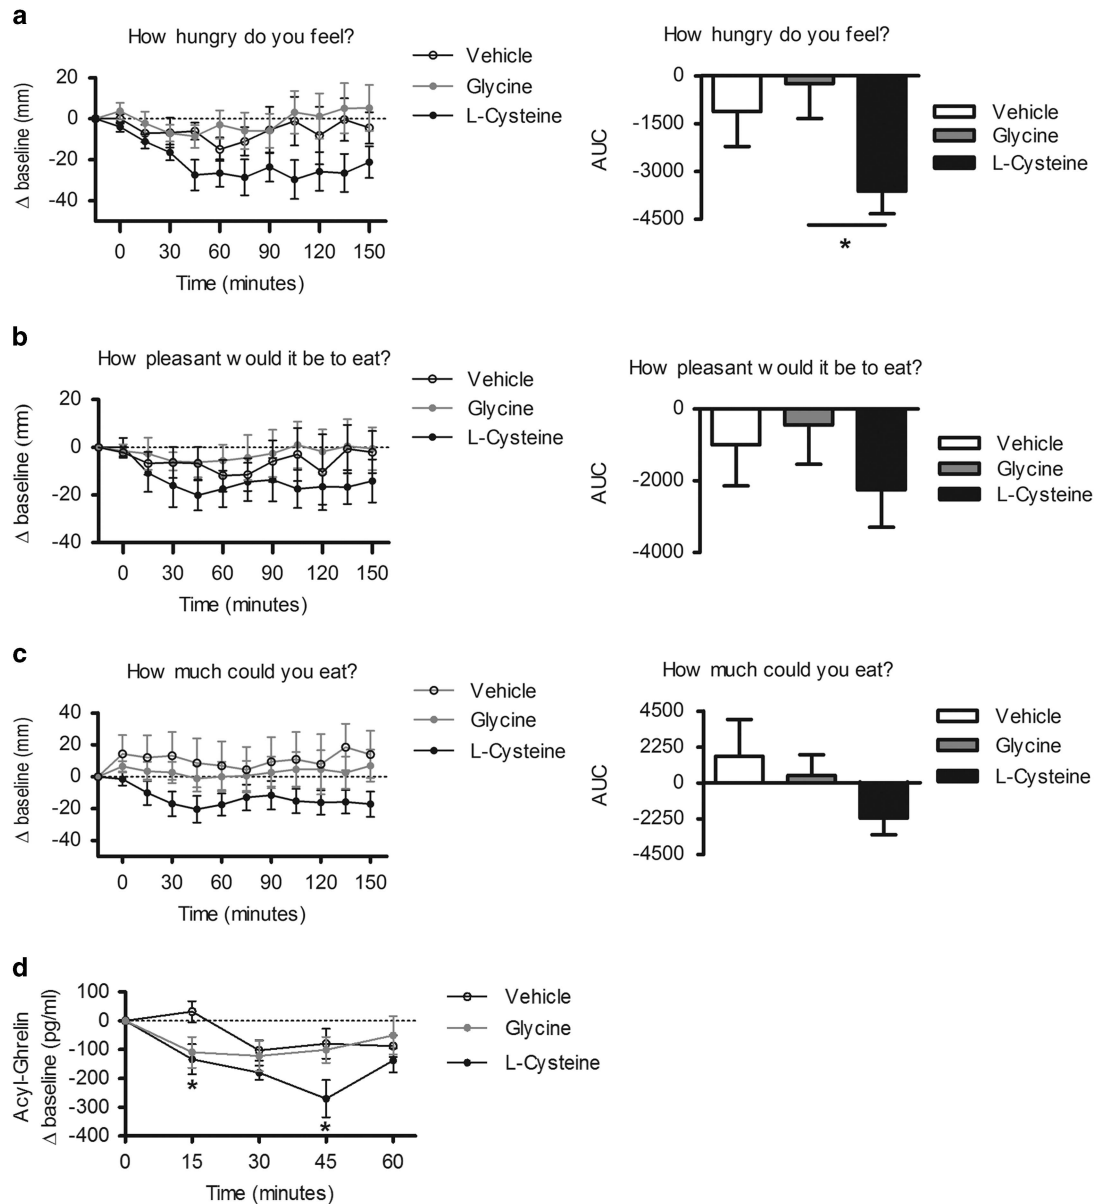 a
How hungry do you feel?
Δ baseline (mm)
20
0
-20
-40
0 30 60 90 120 150
Time (minutes)
Vehicle
Glycine
L-Cysteine
How hungry do you feel?
AUC
0
-1500
-3000
-4500
*
Vehicle
Glycine
L-Cysteine
b
How pleasant w ould it be to eat?
Δ baseline (mm)
20
0
-20
-40
0 30 60 90 120 150
Time (minutes)
Vehicle
Glycine
L-Cysteine
How pleasant w ould it be to eat?
AUC
0
-2000
-4000
Vehicle
Glycine
L-Cysteine
c
How much could you eat?
Δ baseline (mm)
40
20
0
-20
-40
0 30 60 90 120 150
Time (minutes)
Vehicle
Glycine
L-Cysteine
How much could you eat?
AUC
4500
2250
0
-2250
-4500
Vehicle
Glycine
L-Cysteine
d
Acyl-Ghrelin
Δ baseline (pg/ml)
100
0
-100
-200
-300
-400
*
*
0 15 30 45 60
Time (minutes)
Vehicle
Glycine
L-Cysteine